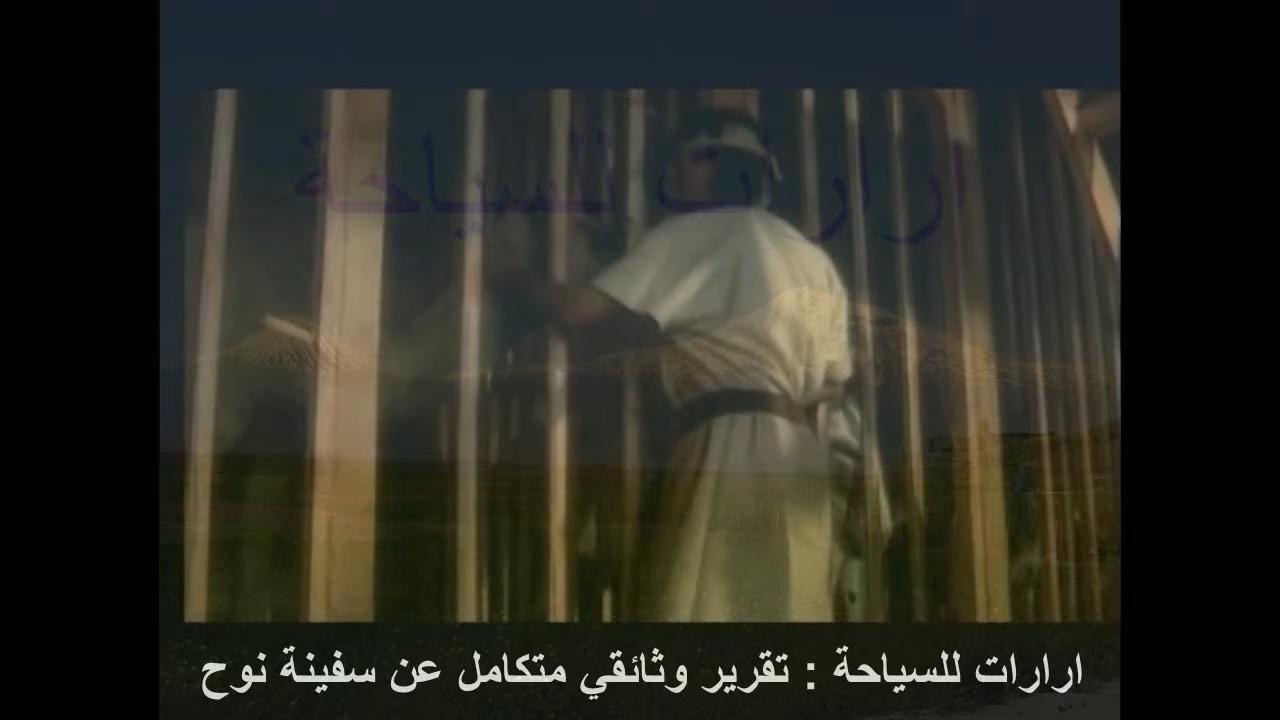 ارارات للسياحة
ارارات للسياحة : تقرير وثائقي متكامل عن سفينة نوح